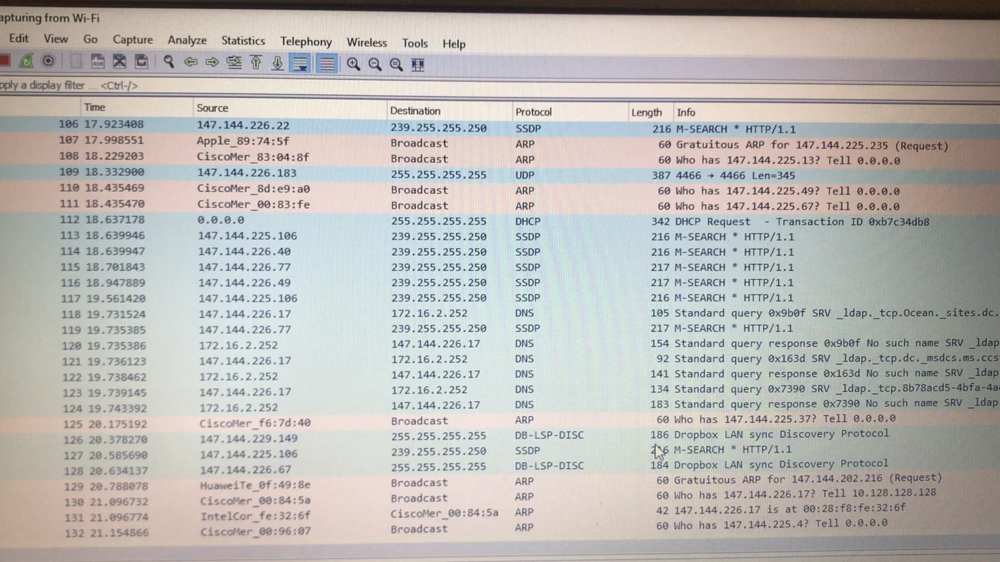 apturing from Wi-Fi
Edit View Go Capture Analyze Statistics Telephony Wireless Tools Help
pply a display filter ... <Ctrl-/>
Time Source Destination Protocol Length Info
106 17.923408 147.144.226.22 239.255.255.250 SSDP 216 M-SEARCH * HTTP/1.1
107 17.998551 Apple_89:74:5f Broadcast ARP 60 Gratuitous ARP for 147.144.225.235 (Request)
108 18.229203 CiscoMer_83:04:8f Broadcast ARP 60 Who has 147.144.225.13? Tell 0.0.0.0
109 18.332900 147.144.226.183 255.255.255.255 UDP 387 4466 → 4466 Len=345
110 18.435469 CiscoMer_8d:e9:a0 Broadcast ARP 60 Who has 147.144.225.49? Tell 0.0.0.0
111 18.435470 CiscoMer_00:83:fe Broadcast ARP 60 Who has 147.144.225.67? Tell 0.0.0.0
112 18.637178 0.0.0.0 255.255.255.255 DHCP 342 DHCP Request - Transaction ID 0xb7c34db8
113 18.639946 147.144.225.106 239.255.255.250 SSDP 216 M-SEARCH * HTTP/1.1
114 18.639947 147.144.226.40 239.255.255.250 SSDP 216 M-SEARCH * HTTP/1.1
115 18.701843 147.144.226.77 239.255.255.250 SSDP 217 M-SEARCH * HTTP/1.1
116 18.947889 147.144.226.49 239.255.255.250 SSDP 217 M-SEARCH * HTTP/1.1
117 19.561420 147.144.225.106 239.255.255.250 SSDP 216 M-SEARCH * HTTP/1.1
118 19.731524 147.144.226.17 172.16.2.252 DNS 105 Standard query 0x9b0f SRV _ldap._tcp.Ocean._sites.dc.
119 19.735385 147.144.226.77 239.255.255.250 SSDP 217 M-SEARCH * HTTP/1.1
120 19.735386 172.16.2.252 147.144.226.17 DNS 154 Standard query response 0x9b0f No such name SRV _ldap
121 19.736123 147.144.226.17 172.16.2.252 DNS 92 Standard query 0x163d SRV _ldap._tcp.dc._msdcs.ms.ccs
122 19.738462 172.16.2.252 147.144.226.17 DNS 141 Standard query response 0x163d No such name SRV _ldap
123 19.739145 147.144.226.17 172.16.2.252 DNS 134 Standard query 0x7390 SRV _ldap._tcp.8b78acd5-4bfa-4a
124 19.743392 172.16.2.252 147.144.226.17 DNS 183 Standard query response 0x7390 No such name SRV _ldap
125 20.175192 CiscoMer_f6:7d:40 Broadcast ARP 60 Who has 147.144.225.37? Tell 0.0.0.0
126 20.378270 147.144.229.149 255.255.255.255 DB-LSP-DISC 186 Dropbox LAN sync Discovery Protocol
127 20.585690 147.144.225.106 239.255.255.250 SSDP M-SEARCH * HTTP/1.1
128 20.634137 147.144.226.67 255.255.255.255 DB-LSP-DISC 184 Dropbox LAN sync Discovery Protocol
129 20.788078 HuaweiTe_0f:49:8e Broadcast ARP 60 Gratuitous ARP for 147.144.202.216 (Request)
130 21.096732 CiscoMer_00:84:5a Broadcast ARP 60 Who has 147.144.226.17? Tell 10.128.128.128
131 21.096774 IntelCor_fe:32:6f CiscoMer_00:84:5a ARP 42 147.144.226.17 is at 00:28:f8:fe:32:6f
132 21.154866 CiscoMer_00:96:07 Broadcast ARP 60 Who has 147.144.225.4? Tell 0.0.0.0